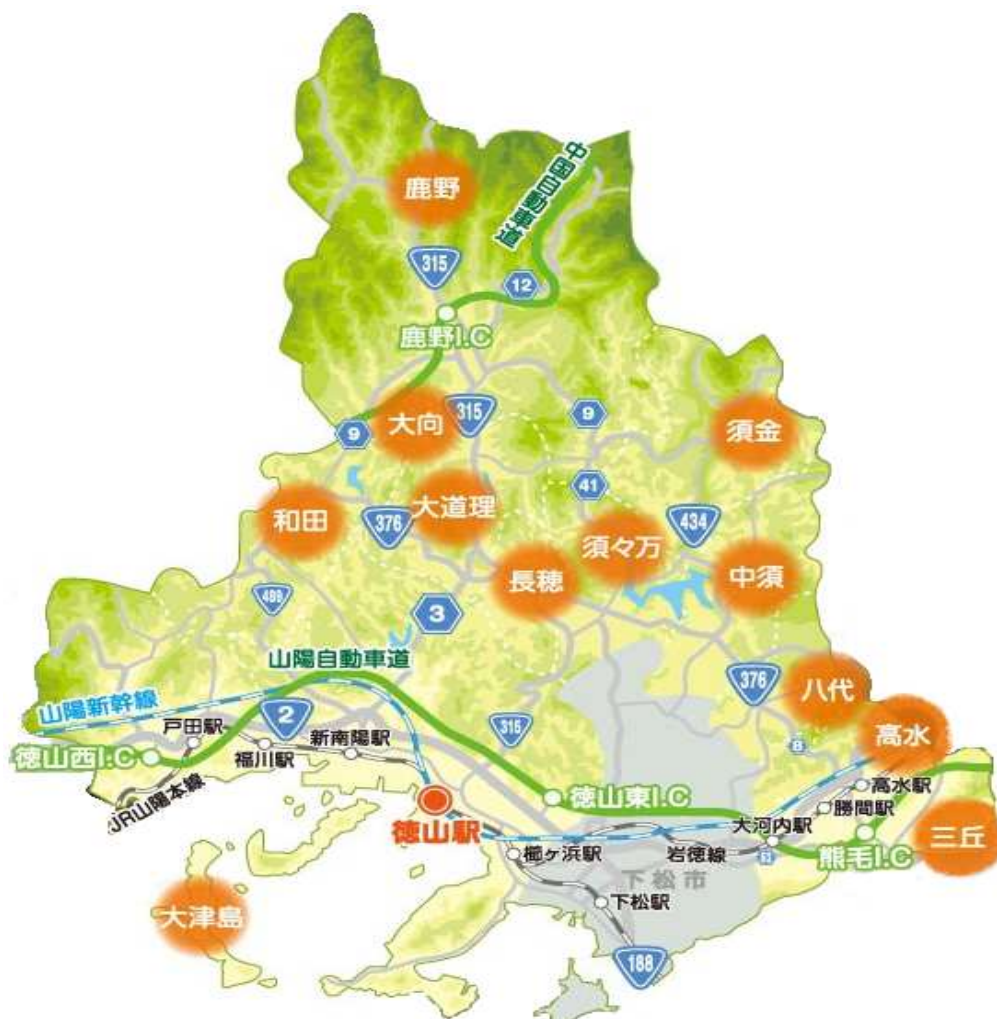 鹿野
中国自動車道
315
12
鹿野I.C
大向
315
9
9
須金
41
和田
376
大道理
須々万
434
長穂
中須
489
3
山陽自動車道
376
八代
山陽新幹線
2
戸田駅
新南陽駅
315
8
高水
徳山西I.C
福川駅
高水駅
JR山陽本線
徳山駅
徳山東I.C
勝間駅
大河内駅
三丘
櫛ヶ浜駅
岩徳線
63
熊毛I.C
下松市
下松駅
大津島
188